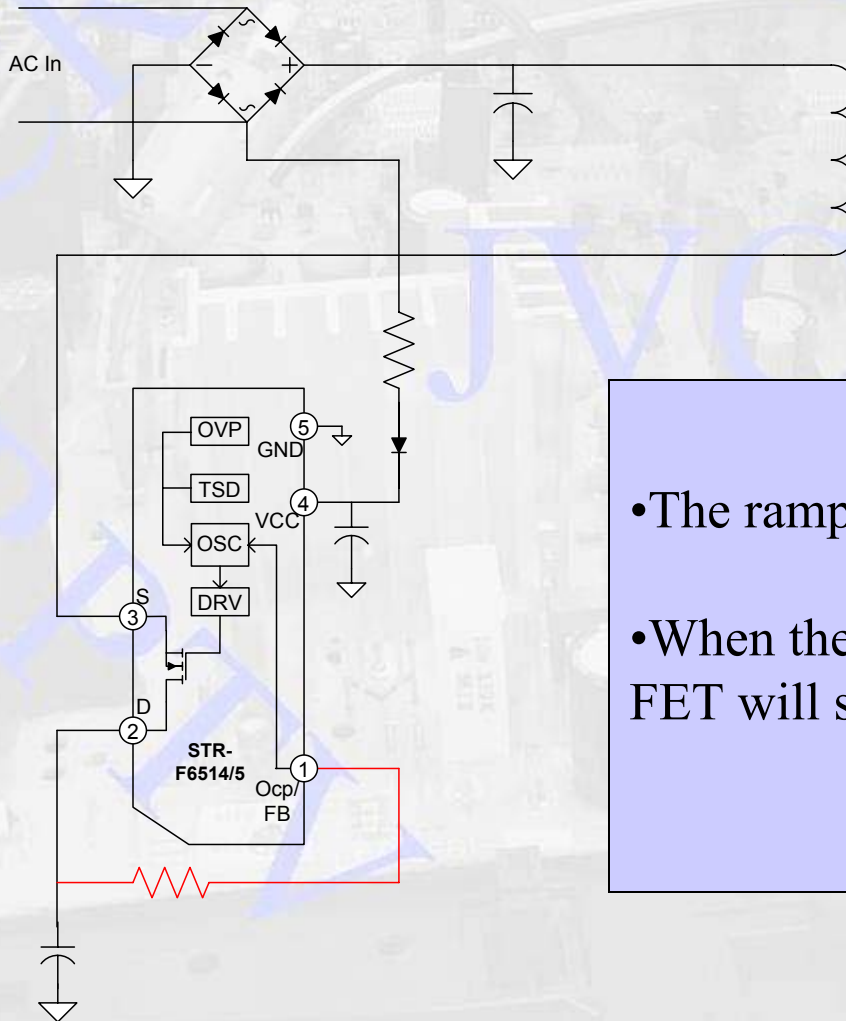 AC In
OVP
5
GND
TSD
4
VCC
OSC
DRV
S
3
D
2
STR-
F6514/5
1
Ocp/
FB
•The ramp
•When the
FET will s
JVC